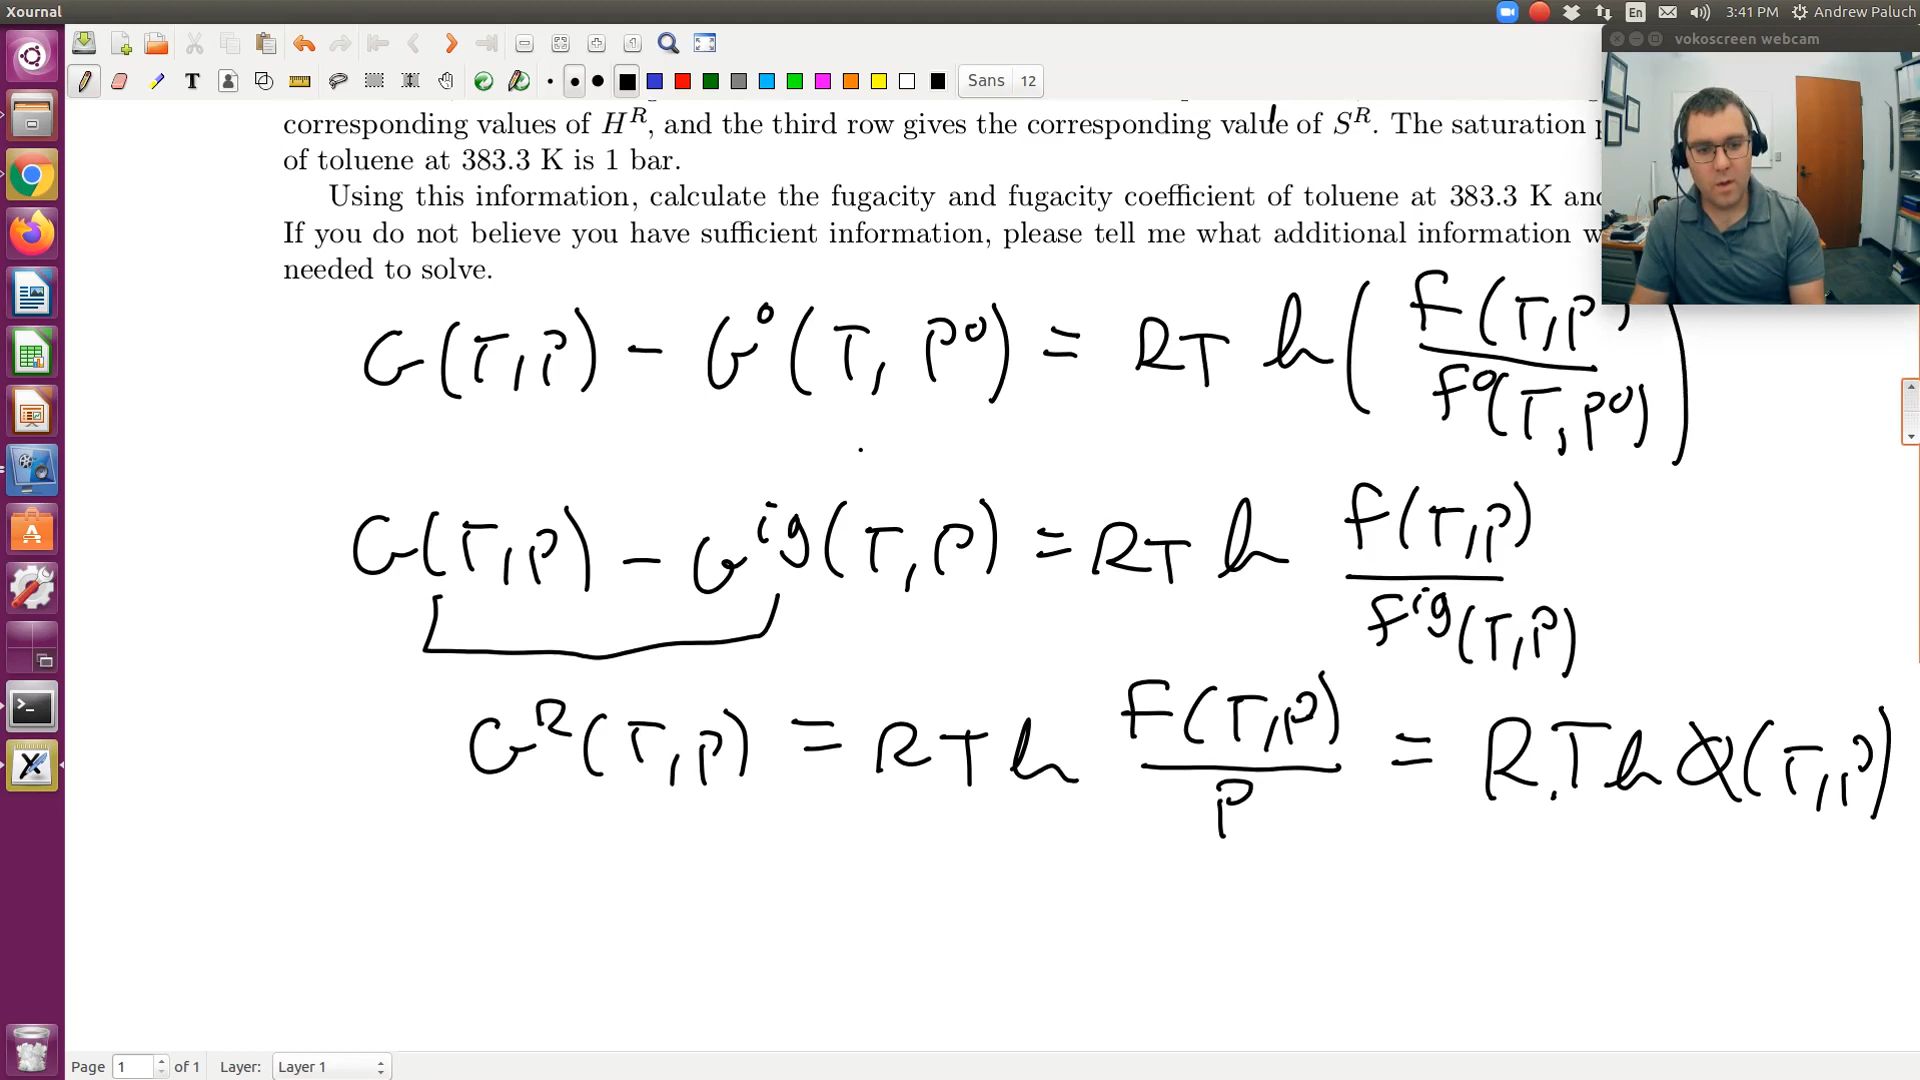 Xournal
En
3:41 PM
Andrew Paluch
vokoscreen webcam
Sans 12
corresponding values of H^R, and the third row gives the corresponding value of S^R. The saturation
of toluene at 383.3 K is 1 bar.
Using this information, calculate the fugacity and fugacity coefficient of toluene at 383.3 K and
If you do not believe you have sufficient information, please tell me what additional information
needed to solve.
G(T,P) - G^o(T, P^o) = RT ln( f(T,P) / f^o(T,P^o) )
G(T,P) - G^ig(T,P) = RT ln f(T,P) / f^ig(T,P)
G^R(T,P) = RT ln f(T,P) / P = RT ln φ(T,P)
Page 1 of 1 Layer: Layer 1